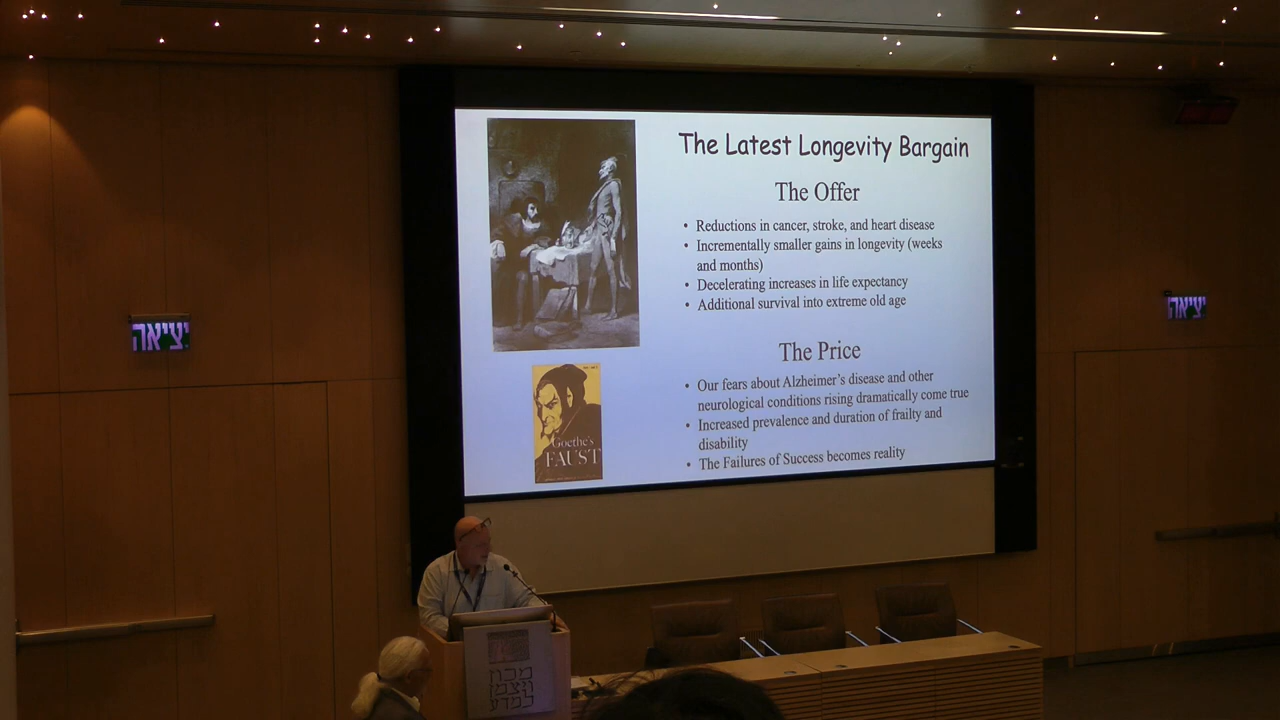 The Latest Longevity Bargain
The Offer
• Reductions in cancer, stroke, and heart disease
• Incrementally smaller gains in longevity (weeks
and months)
• Decelerating increases in life expectancy
• Additional survival into extreme old age
The Price
• Our fears about Alzheimer's disease and other
neurological conditions rising dramatically come true
• Increased prevalence and duration of frailty and
disability
• The Failures of Success becomes reality
Goethe's
FAUST
יציאה
יציאה
מכון
ויצמן
למדע